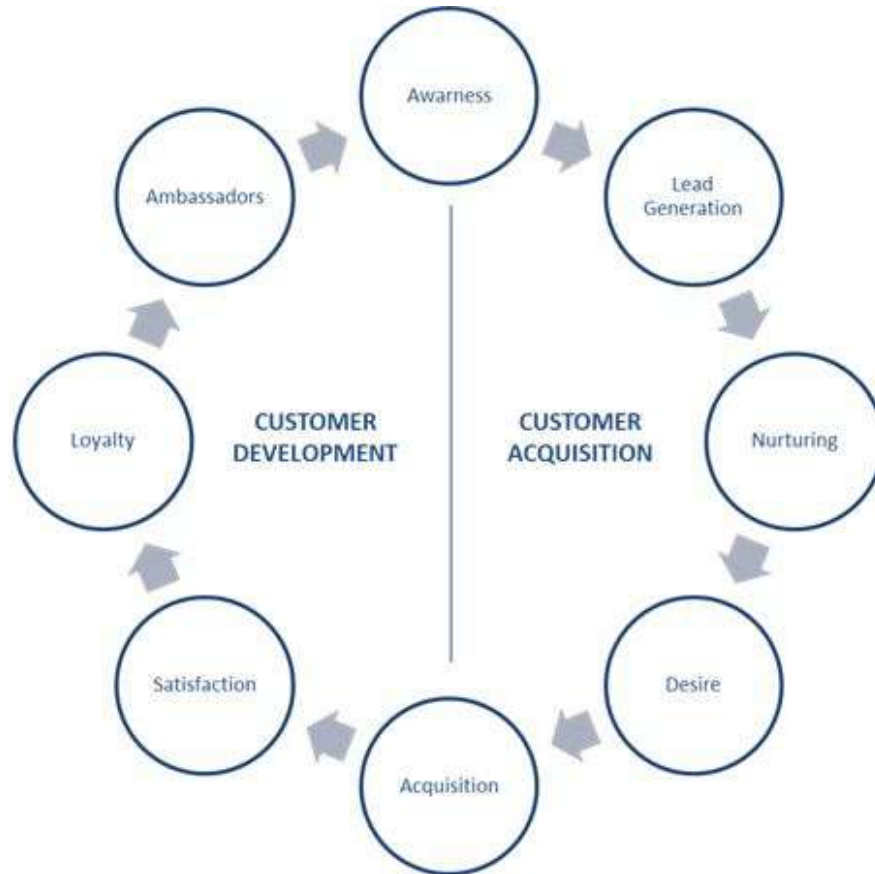 Awarness
Lead
Generation
Nurturing
Desire
Acquisition
Satisfaction
Loyalty
Ambassadors
CUSTOMER
DEVELOPMENT
CUSTOMER
ACQUISITION